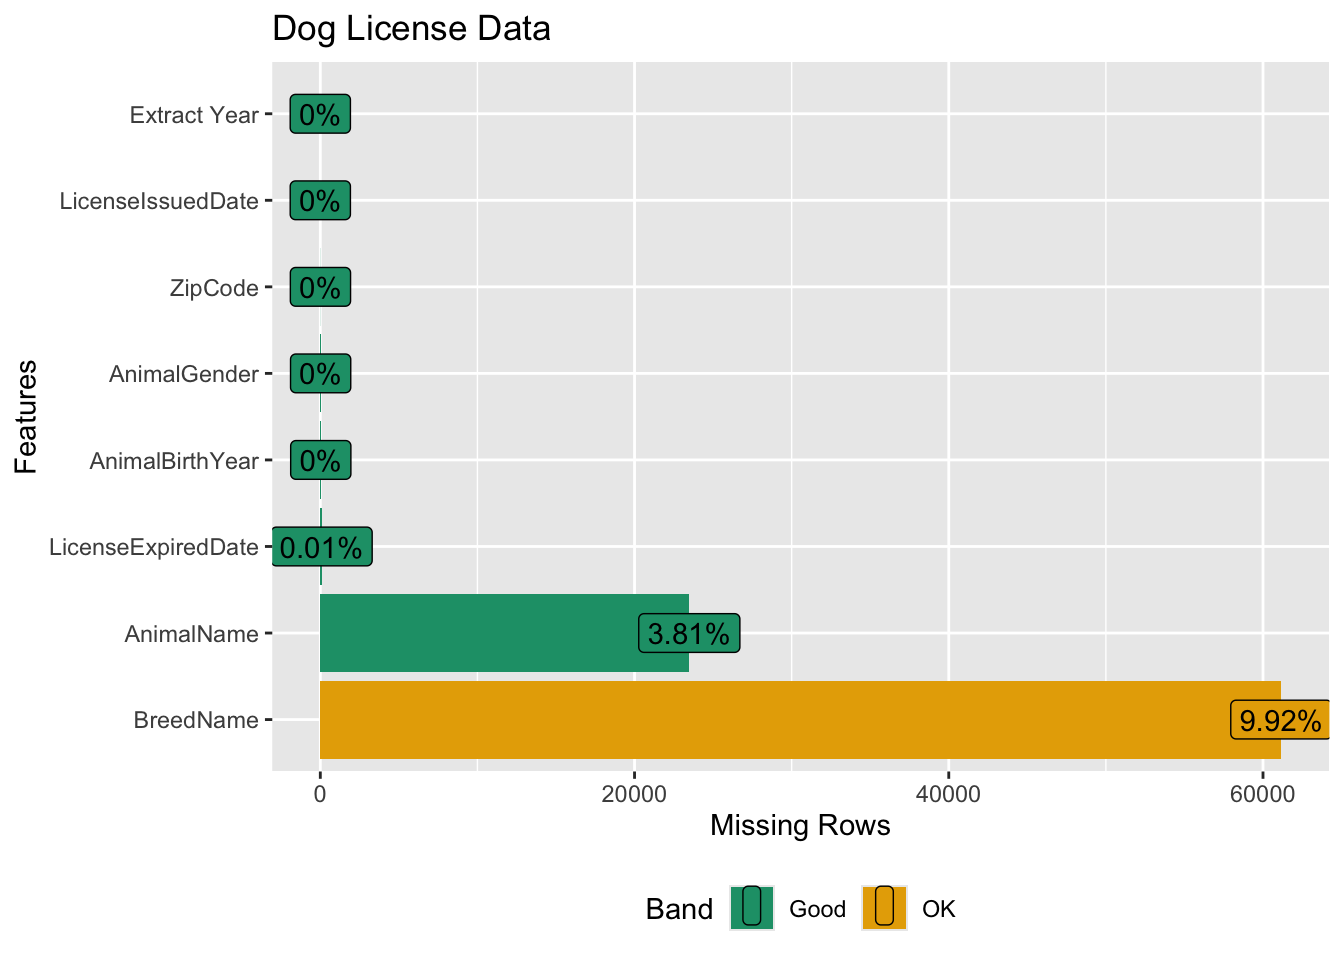 Dog License Data
Features
Extract Year 0%
LicenseIssuedDate 0%
ZipCode 0%
AnimalGender 0%
AnimalBirthYear 0%
LicenseExpiredDate 0.01%
AnimalName 3.81%
BreedName 9.92%
0 20000 40000 60000
Missing Rows
Band Good OK